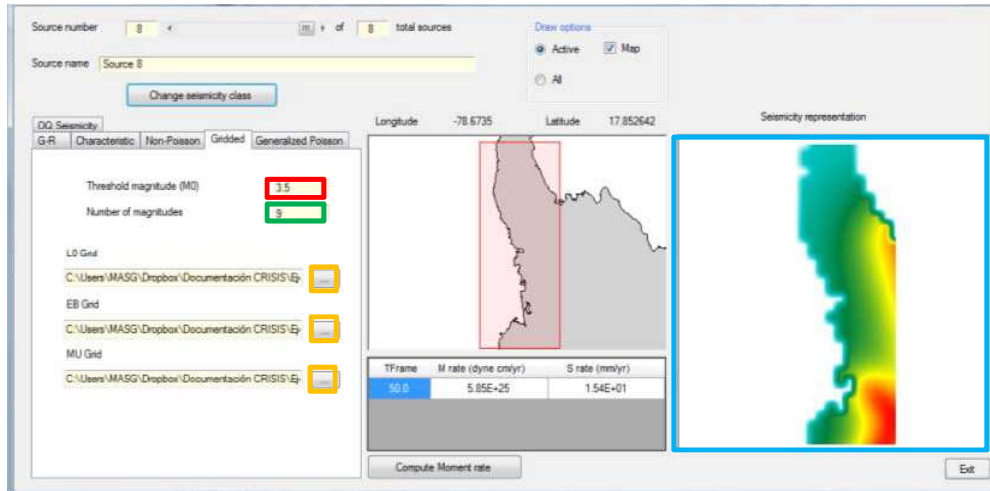 Source number 8 of 8 total sources
Draw options
Active Map
Source name Source 8
All
Change seismicity class
Longitude -78.6735 Latitude 17.852642
Seismicity representation
DQ Seismicity
G-R Characteristic Non-Poisson Gridded Generalized Poisson
Threshold magnitude (M0) 3.5
Number of magnitudes 9
L0 Grid
C:\Users\MASG\Dropbox\Documentación CRISIS\Ej ...
EB Grid
C:\Users\MASG\Dropbox\Documentación CRISIS\Ej ...
MU Grid
C:\Users\MASG\Dropbox\Documentación CRISIS\Ej ...
TFrame M rate (dyne cm/yr) S rate (mm/yr)
50.0 5.85E+25 1.54E+01
Compute Moment rate
Exit